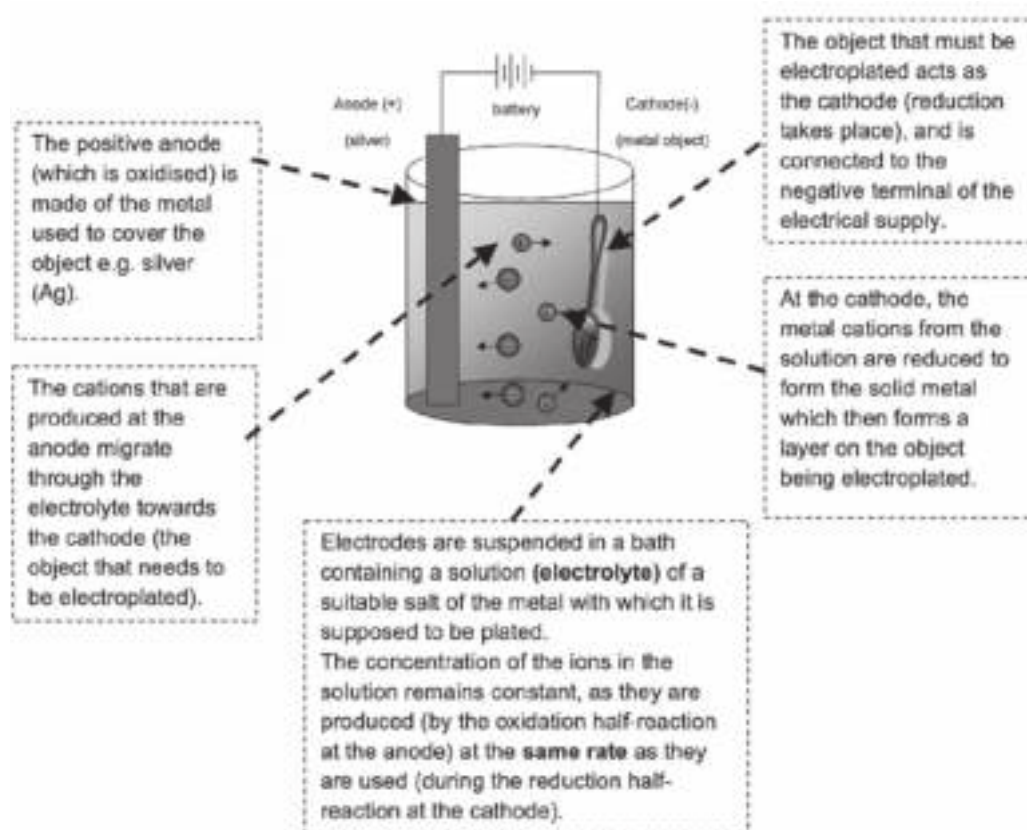 The object that must be
electroplated acts as
the cathode (reduction
takes place), and is
connected to the
negative terminal of the
electrical supply.
Anode (+)
(silver)
battery
Cathode(-)
(metal object)
The positive anode
(which is oxidised) is
made of the metal
used to cover the
object e.g. silver
(Ag).
At the cathode, the
metal cations from the
solution are reduced to
form the solid metal
which then forms a
layer on the object
being electroplated.
The cations that are
produced at the
anode migrate
through the
electrolyte towards
the cathode (the
object that needs to
be electroplated).
Electrodes are suspended in a bath
containing a solution (electrolyte) of a
suitable salt of the metal with which it is
supposed to be plated.
The concentration of the ions in the
solution remains constant, as they are
produced (by the oxidation half-reaction
at the anode) at the same rate as they
are used (during the reduction half-
reaction at the cathode).